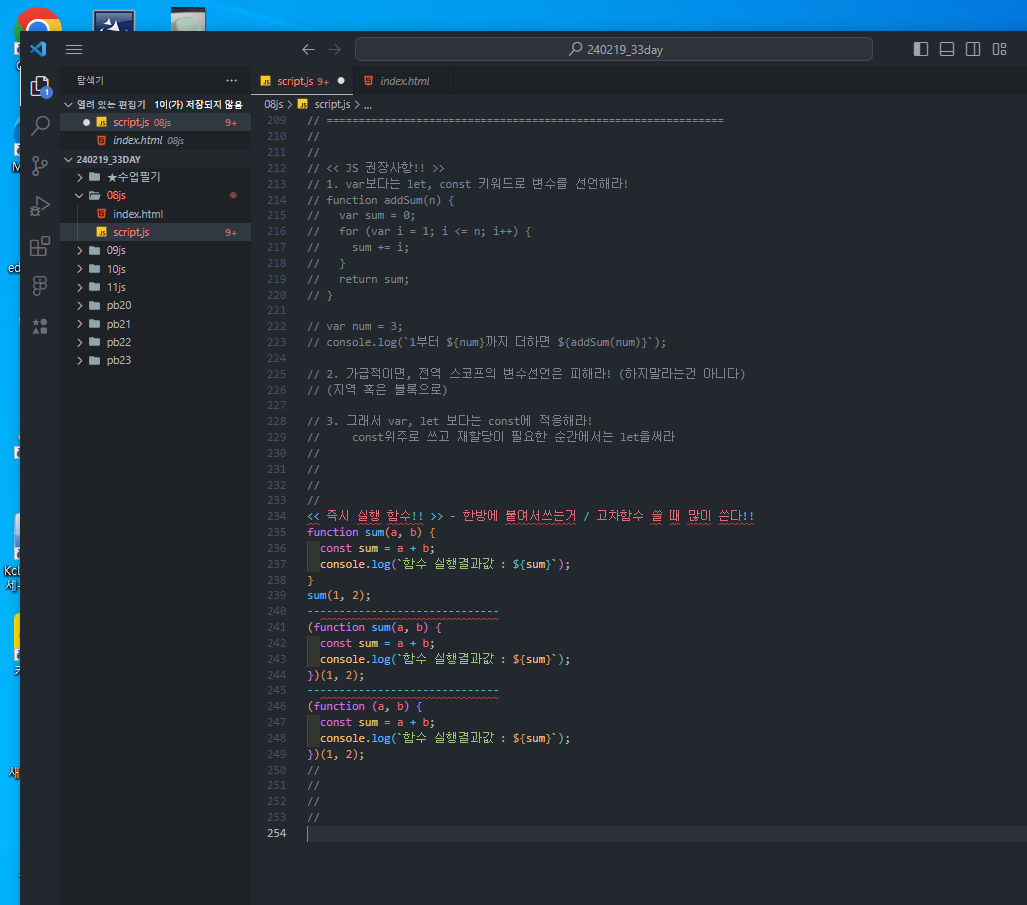 240219_33day
탐색기
script.js 9+
index.html
열려 있는 편집기 1이(가) 저장되지 않음
script.js 08js 9+
index.html 08js
240219_33DAY
★수업필기
08js
index.html
script.js 9+
09js
10js
11js
pb20
pb21
pb22
pb23
1
08js > script.js > ...
209 // ==============================================================
210 //
211 //
212 // << JS 권장사항!! >>
213 // 1. var보다는 let, const 키워드로 변수를 선언해라!
214 // function addSum(n) {
215 //   var sum = 0;
216 //   for (var i = 1; i <= n; i++) {
217 //     sum += i;
218 //   }
219 //   return sum;
220 // }
221
222 // var num = 3;
223 // console.log(`1부터 ${num}까지 더하면 ${addSum(num)}`);
224
225 // 2. 가급적이면, 전역 스코프의 변수선언은 피해라! (하지말라는건 아니다)
226 // (지역 혹은 블록으로)
227
228 // 3. 그래서 var, let 보다는 const에 적응해라!
229 //     const위주로 쓰고 재할당이 필요한 순간에서는 let을써라
230 //
231 //
232 //
233 //
234 << 즉시 실행 함수!! >> - 한방에 붙여서쓰는거 / 고차함수 쓸 때 많이 쓴다!!
235 function sum(a, b) {
236   const sum = a + b;
237   console.log(`함수 실행결과값 : ${sum}`);
238 }
239 sum(1, 2);
240 ------------------------------
241 (function sum(a, b) {
242   const sum = a + b;
243   console.log(`함수 실행결과값 : ${sum}`);
244 })(1, 2);
245 ------------------------------
246 (function (a, b) {
247   const sum = a + b;
248   console.log(`함수 실행결과값 : ${sum}`);
249 })(1, 2);
250 //
251 //
252 //
253 //
254